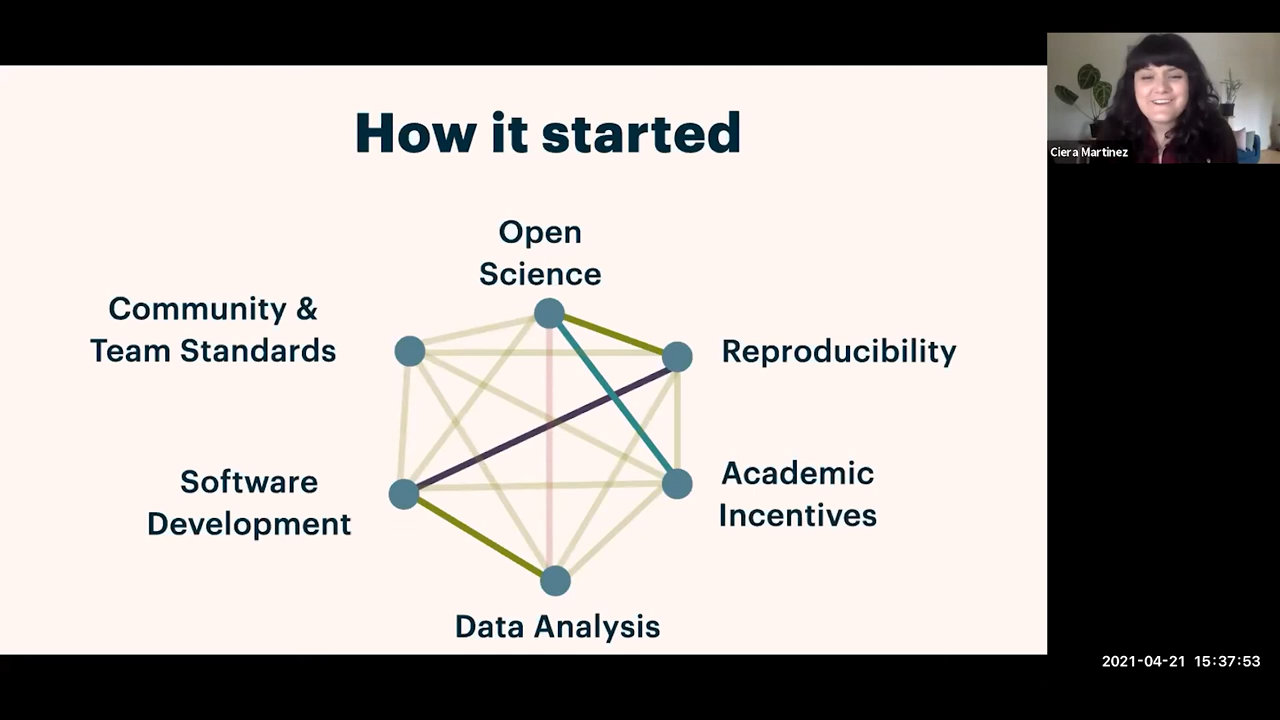 How it started
Open
Science
Community &
Team Standards
Reproducibility
Software
Development
Academic
Incentives
Data Analysis
Ciera Martinez
2021-04-21 15:37:53